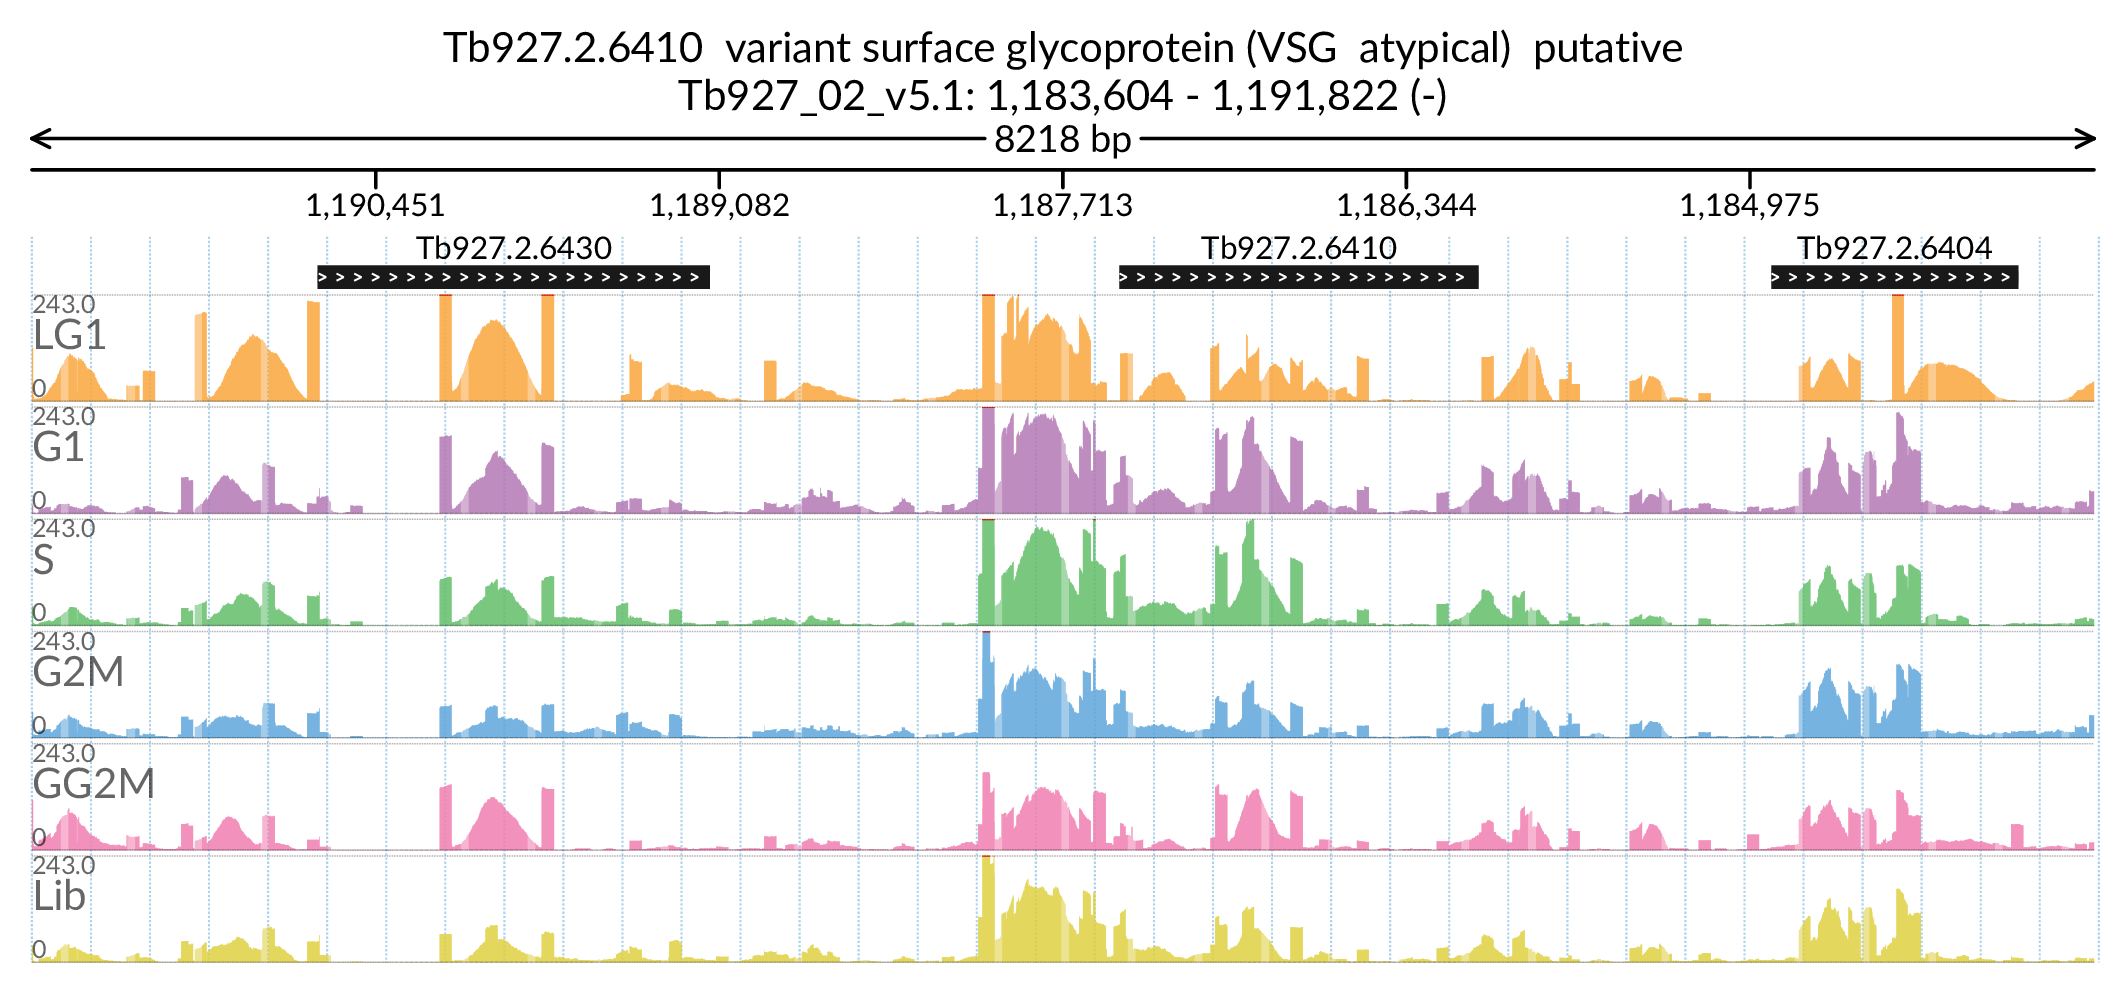 Tb927.2.6410 variant surface glycoprotein (VSG atypical) putative
Tb927_02_v5.1: 1,183,604 - 1,191,822 (-)
8218 bp
1,190,451 1,189,082 1,187,713 1,186,344 1,184,975
Tb927.2.6430 Tb927.2.6410 Tb927.2.6404
243.0
LG1
0
243.0
G1
0
243.0
S
0
243.0
G2M
0
243.0
GG2M
0
243.0
Lib
0